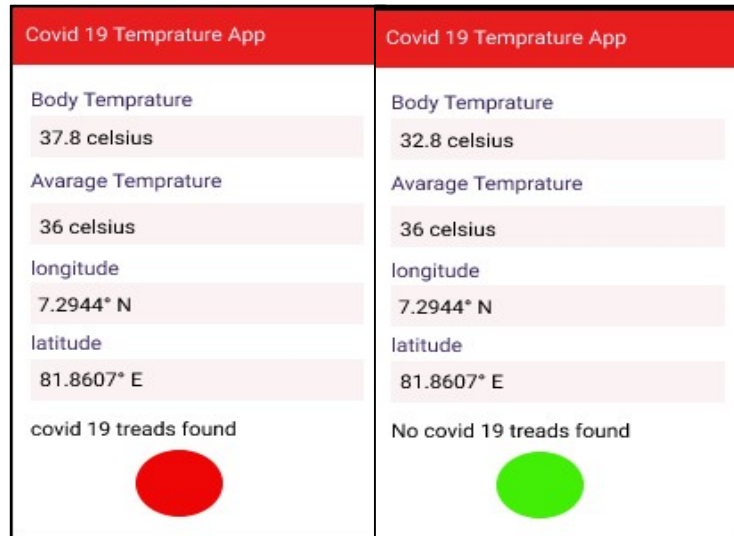 Covid 19 Temprature App
Body Temprature
37.8 celsius
Avarage Temprature
36 celsius
longitude
7.2944° N
latitude
81.8607° E
covid 19 treads found
Covid 19 Temprature App
Body Temprature
32.8 celsius
Avarage Temprature
36 celsius
longitude
7.2944° N
latitude
81.8607° E
No covid 19 treads found